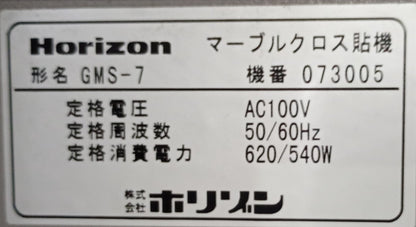 Horizon マーブルクロス貼機
形名 GMS-7 機番 073005
定格電圧 AC100V
定格周波数 50/60Hz
定格消費電力 620/540W
株式会社 ホリゾン